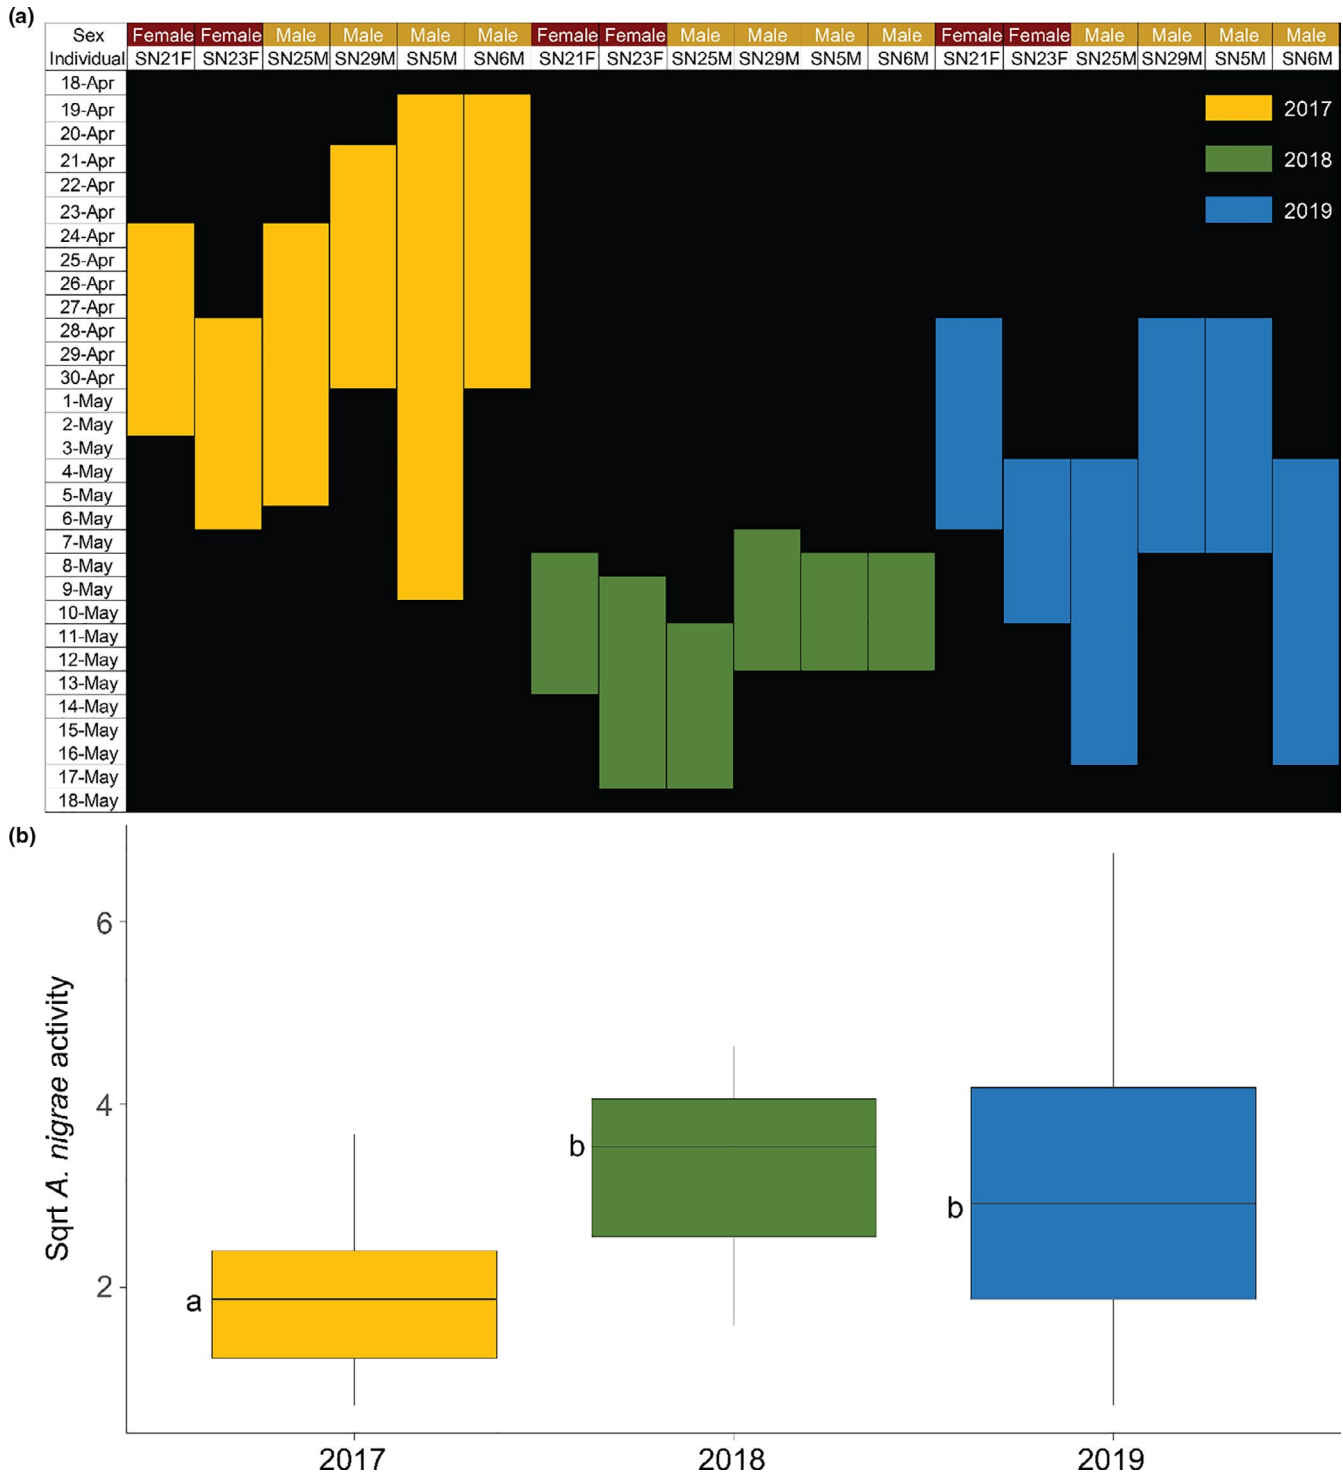 (a)
Sex Female Female Male Male Male Male Female Female Male Male Male Male Female Female Male Male Male Male
Individual SN21F SN23F SN25M SN29M SN5M SN6M SN21F SN23F SN25M SN29M SN5M SN6M SN21F SN23F SN25M SN29M SN5M SN6M
18-Apr
19-Apr 2017
20-Apr
21-Apr 2018
22-Apr
23-Apr 2019
24-Apr
25-Apr
26-Apr
27-Apr
28-Apr
29-Apr
30-Apr
1-May
2-May
3-May
4-May
5-May
6-May
7-May
8-May
9-May
10-May
11-May
12-May
13-May
14-May
15-May
16-May
17-May
18-May
(b)
Sqrt A. nigrae activity
6
4
2
a
b
b
2017 2018 2019